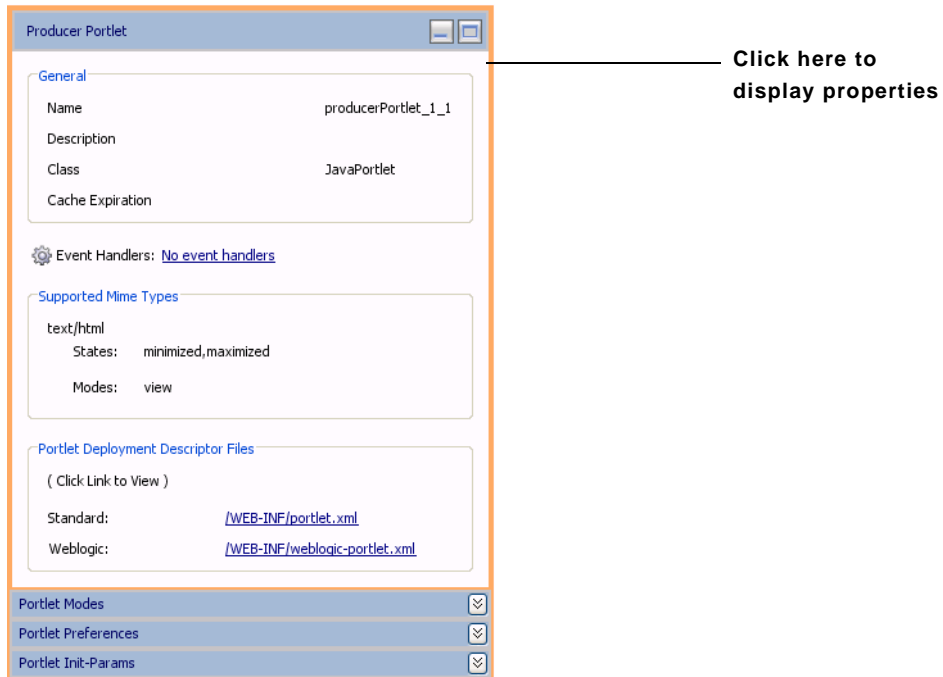 Producer Portlet
Click here to
display properties
General
Name producerPortlet_1_1
Description
Class JavaPortlet
Cache Expiration
Event Handlers: No event handlers
Supported Mime Types
text/html
States: minimized,maximized
Modes: view
Portlet Deployment Descriptor Files
( Click Link to View )
Standard: /WEB-INF/portlet.xml
Weblogic: /WEB-INF/weblogic-portlet.xml
Portlet Modes
Portlet Preferences
Portlet Init-Params